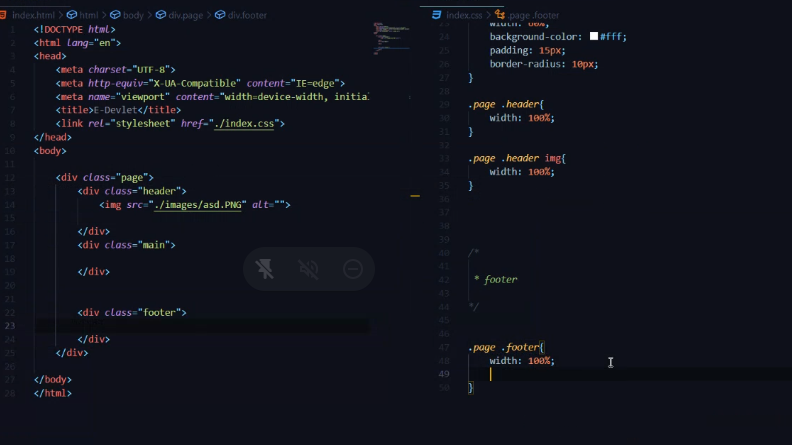 index.html > html > body > div.page > div.footer
1 <!DOCTYPE html>
2 <html lang="en">
3 <head>
4 <meta charset="UTF-8">
5 <meta http-equiv="X-UA-Compatible" content="IE=edge">
6 <meta name="viewport" content="width=device-width, initia
7 <title>E-Devlet</title>
8 <link rel="stylesheet" href="./index.css">
9 </head>
10 <body>
11
12 <div class="page">
13 <div class="header">
14 <img src="./images/asd.PNG" alt="">
15
16 </div>
17 <div class="main">
18
19 </div>
20
21
22 <div class="footer">
23
24 </div>
25 </div>
26
27 </body>
28 </html>
index.css > .page .footer
23 width: 60%;
24 background-color: #fff;
25 padding: 15px;
26 border-radius: 10px;
27 }
28
29 .page .header{
30 width: 100%;
31 }
32
33 .page .header img{
34 width: 100%;
35 }
36
37
38
39
40 /*
41
42 * footer
43
44 */
45
46
47 .page .footer{
48 width: 100%;
49
50 }